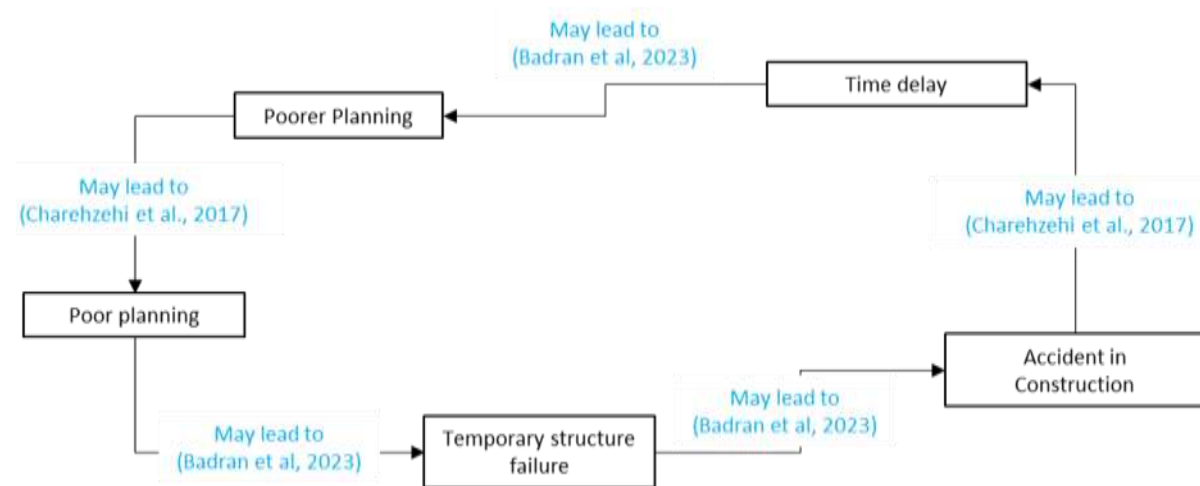 May lead to
(Badran et al, 2023)
Time delay
Poorer Planning
May lead to
(Charehzehi et al., 2017)
May lead to
(Charehzehi et al., 2017)
Poor planning
Accident in
Construction
May lead to
(Badran et al, 2023)
May lead to
(Badran et al, 2023)
Temporary structure
failure